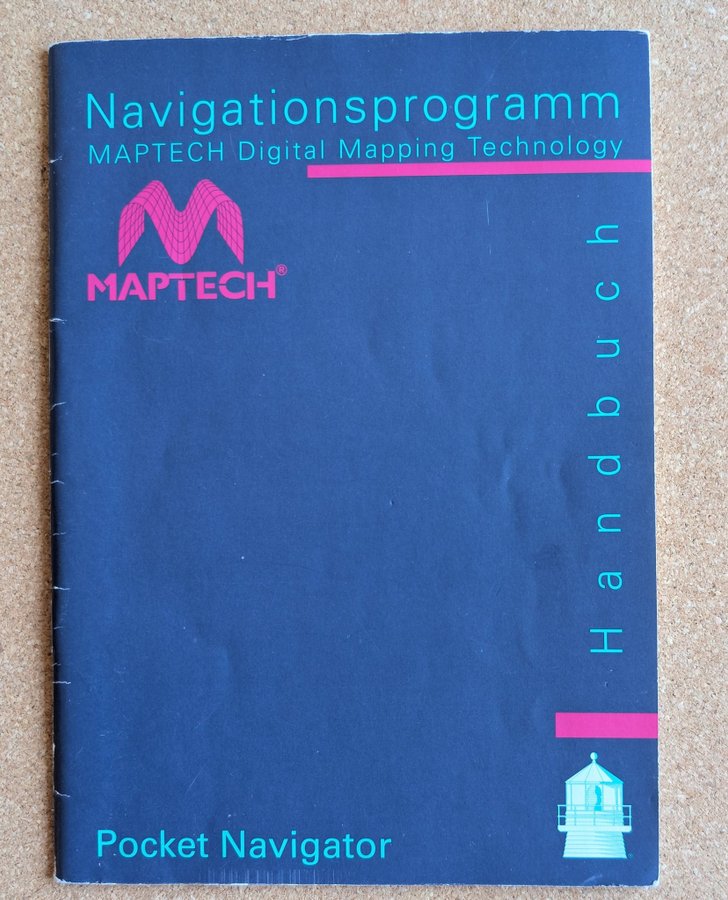 Navigationsprogramm
MAPTECH Digital Mapping Technology
MAPTECH®
Handbuch
Pocket Navigator